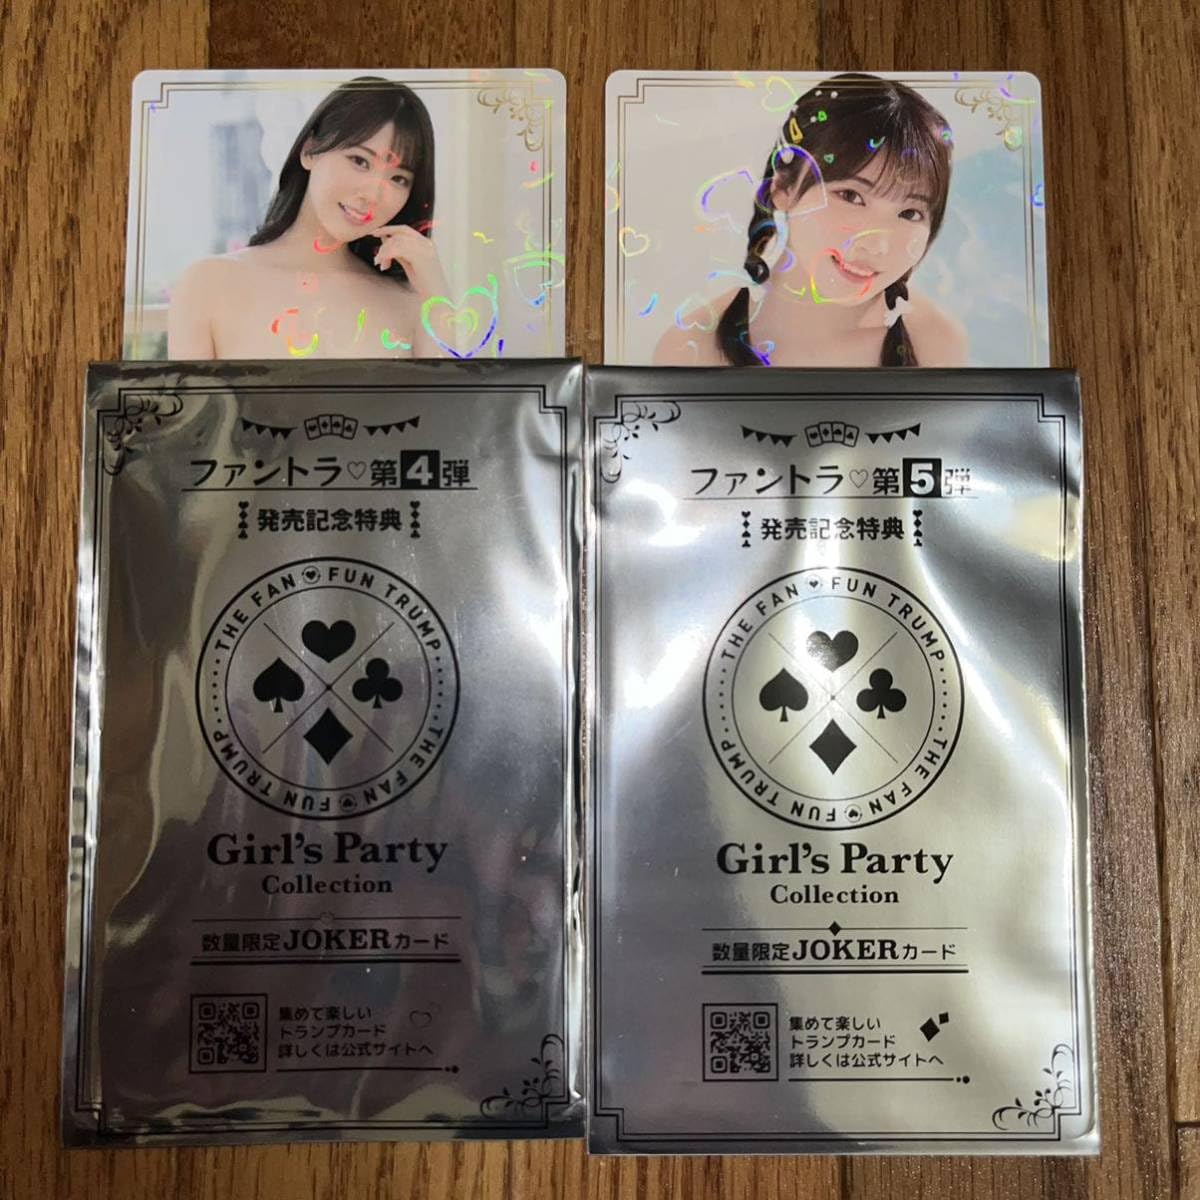 ファントラ♡第4弾
発売記念特典
THE FAN FUN TRUMP
THE FAN FUN TRUMP
Girl's Party
Collection
数量限定JOKERカード
集めて楽しい
トランプカード
詳しくは公式サイトへ
ファントラ♡第5弾
発売記念特典
THE FAN FUN TRUMP
THE FAN FUN TRUMP
Girl's Party
Collection
数量限定JOKERカード
集めて楽しい
トランプカード
詳しくは公式サイトへ